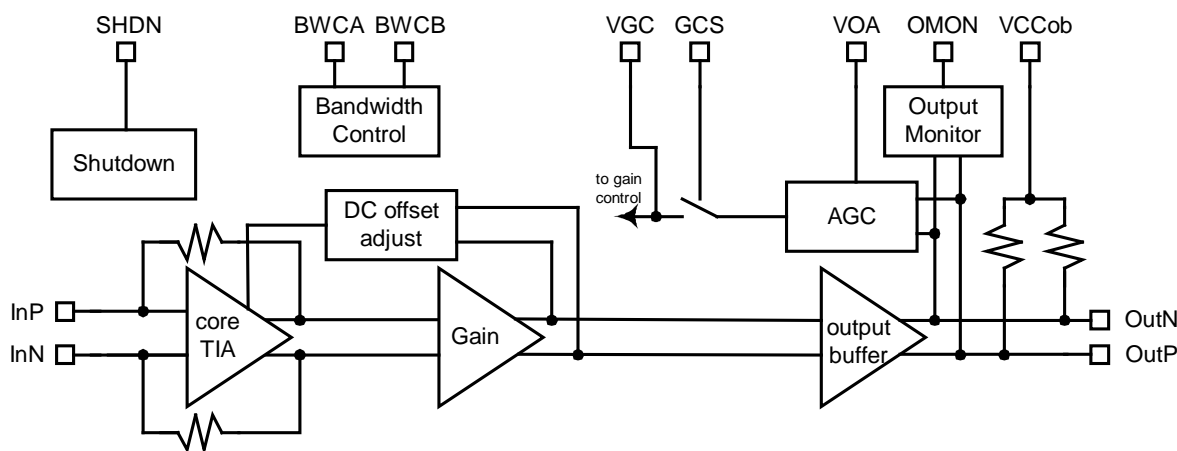 SHDN
BWCA BWCB
VGC GCS
VOA OMON VCCob
Bandwidth
Control
Output
Monitor
Shutdown
to gain
control
DC offset
adjust
AGC
InP
InN
core
TIA
Gain
output
buffer
OutN
OutP